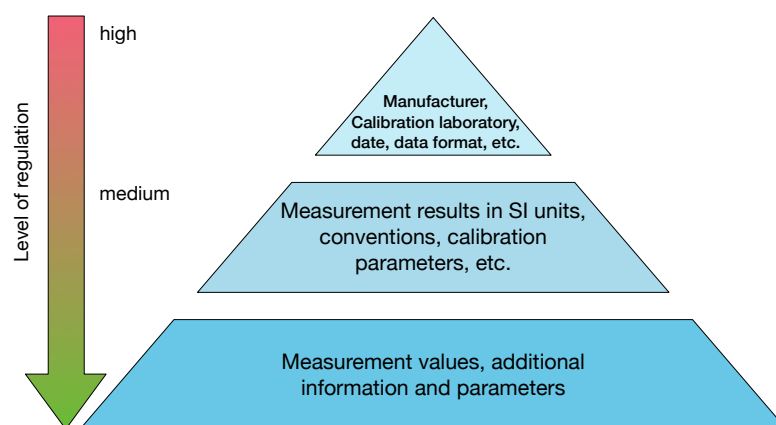 Level of regulation
high
medium
Manufacturer,
Calibration laboratory,
date, data format, etc.
Measurement results in SI units,
conventions, calibration
parameters, etc.
Measurement values, additional
information and parameters